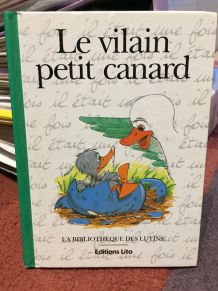 Le vilain
petit canard
LA BIBLIOTHÈQUE DES LUTINS
Editions Lito